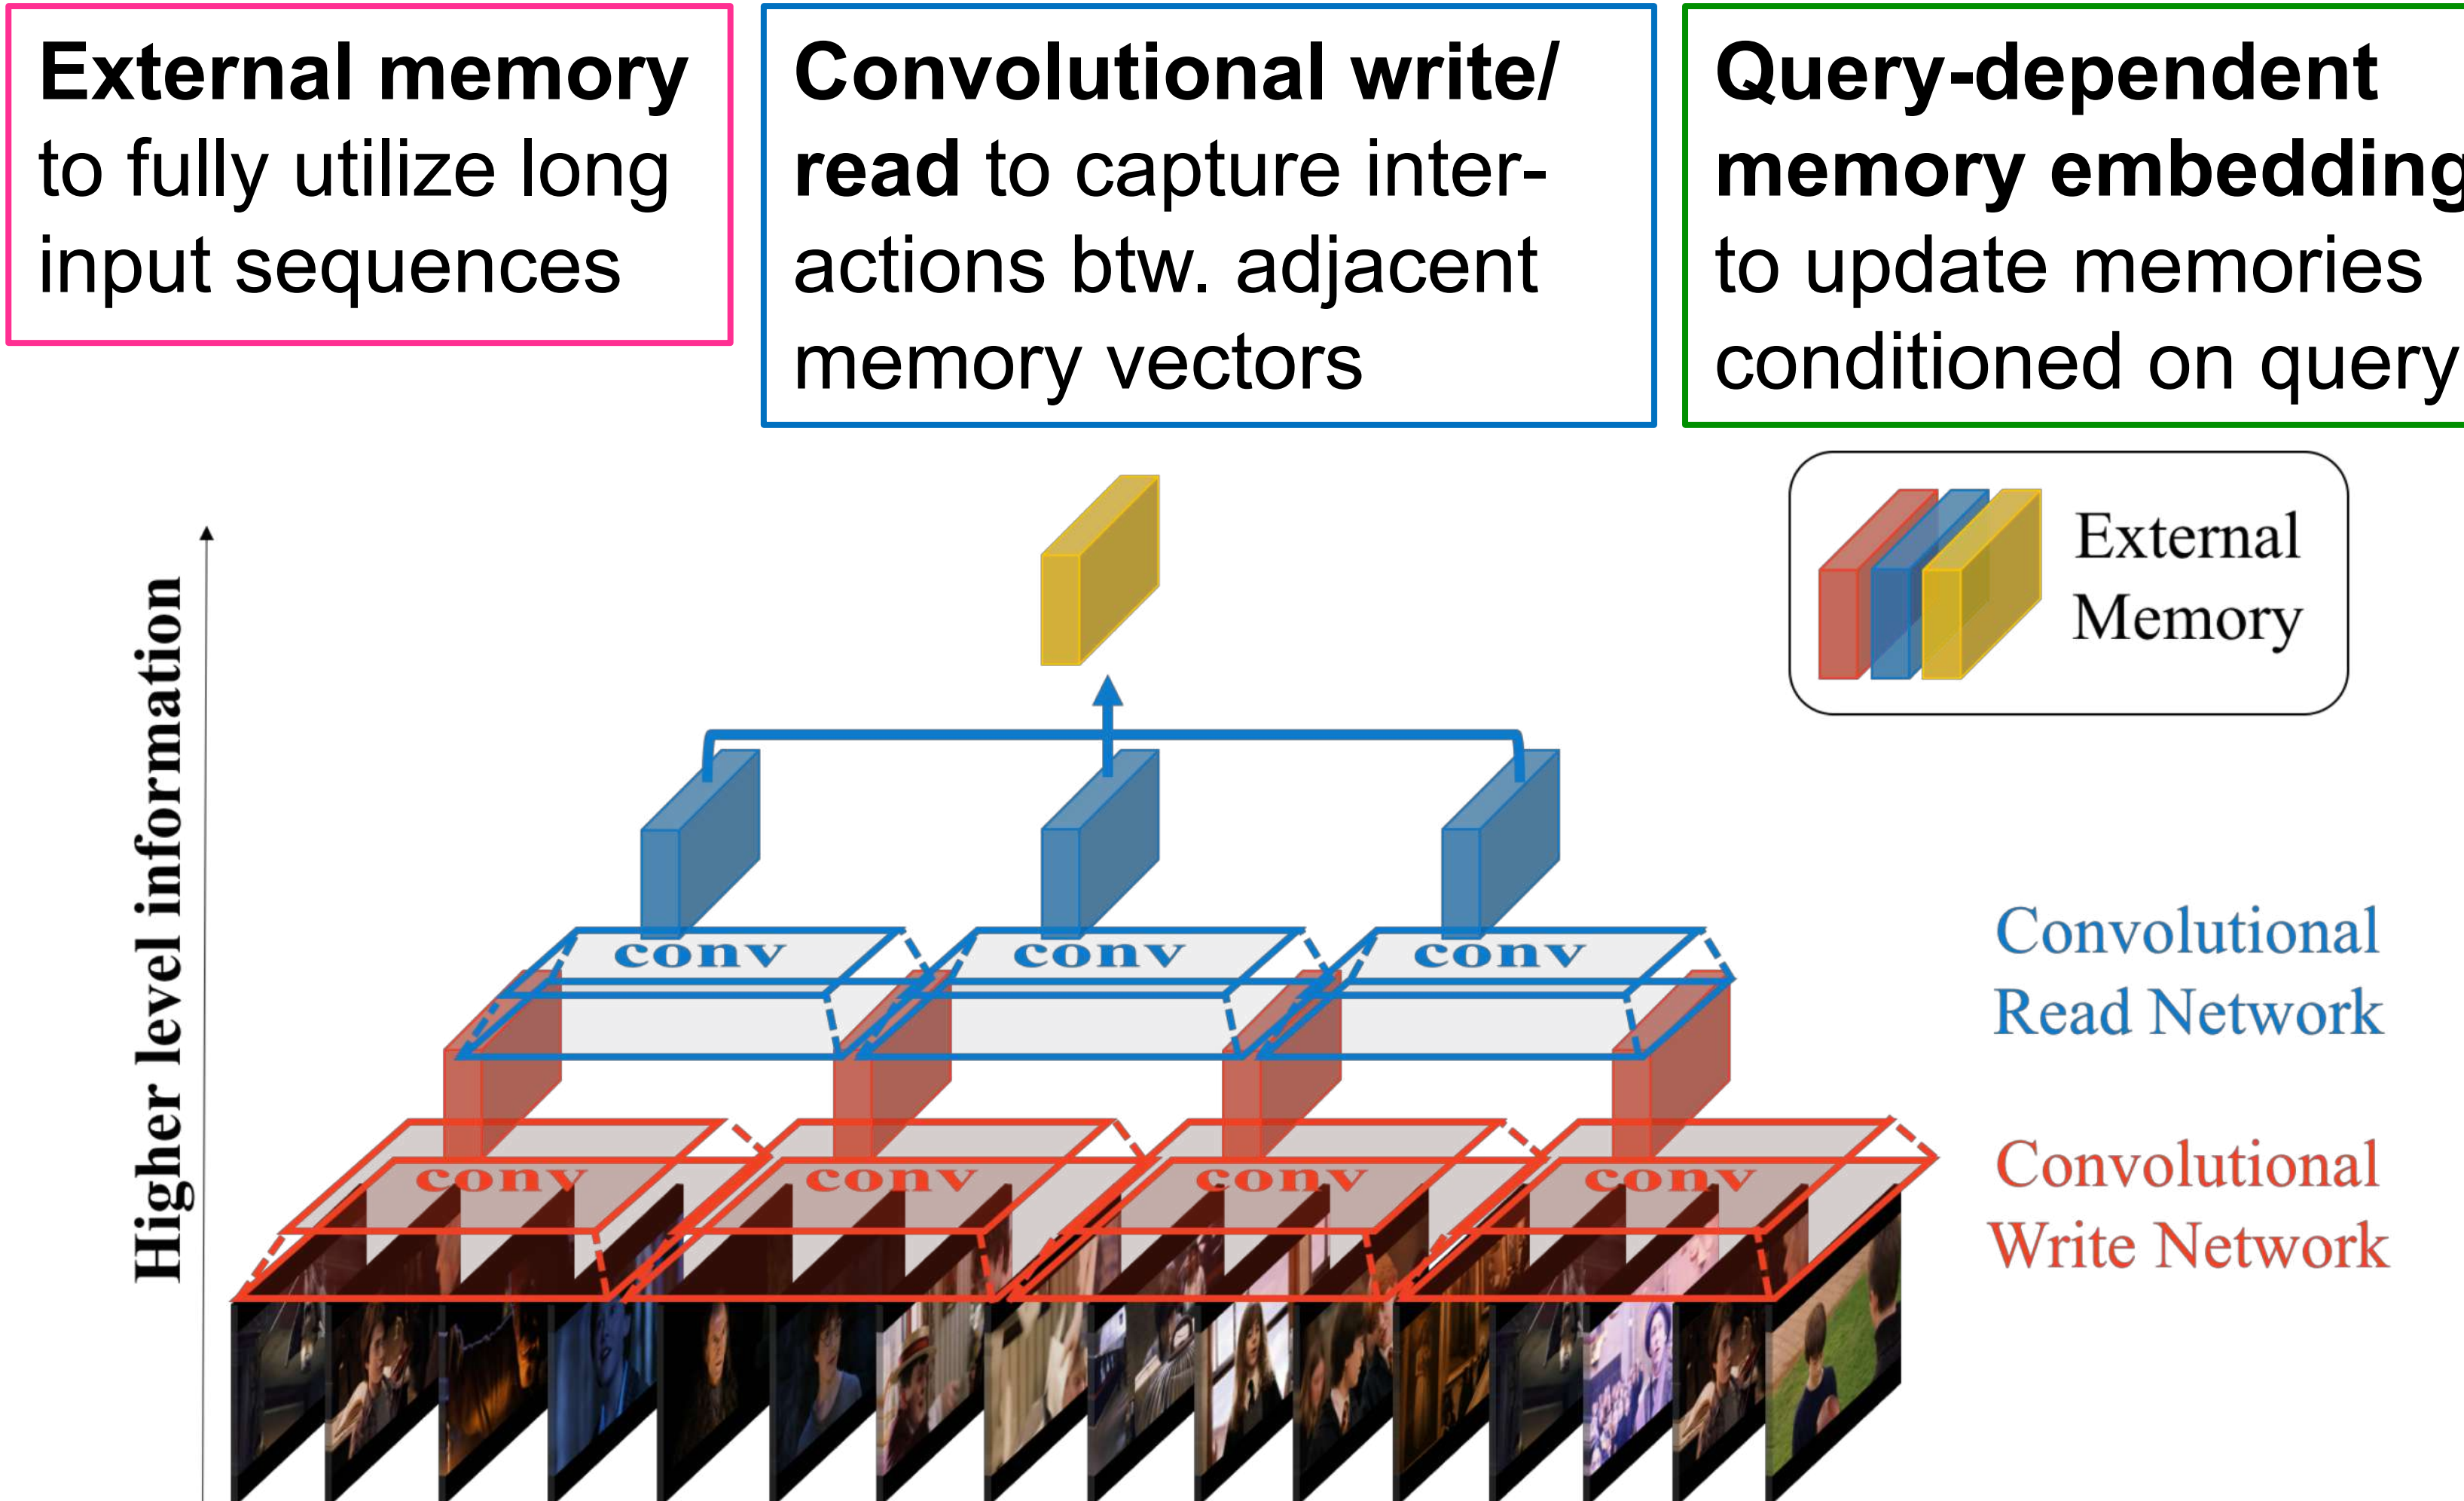 External memory
to fully utilize long
input sequences
Convolutional write/
read to capture inter-
actions btw. adjacent
memory vectors
Query-dependent
memory embedding
to update memories
conditioned on query
External
Memory
Higher level information
conv conv conv
Convolutional
Read Network
conv conv conv conv
Convolutional
Write Network